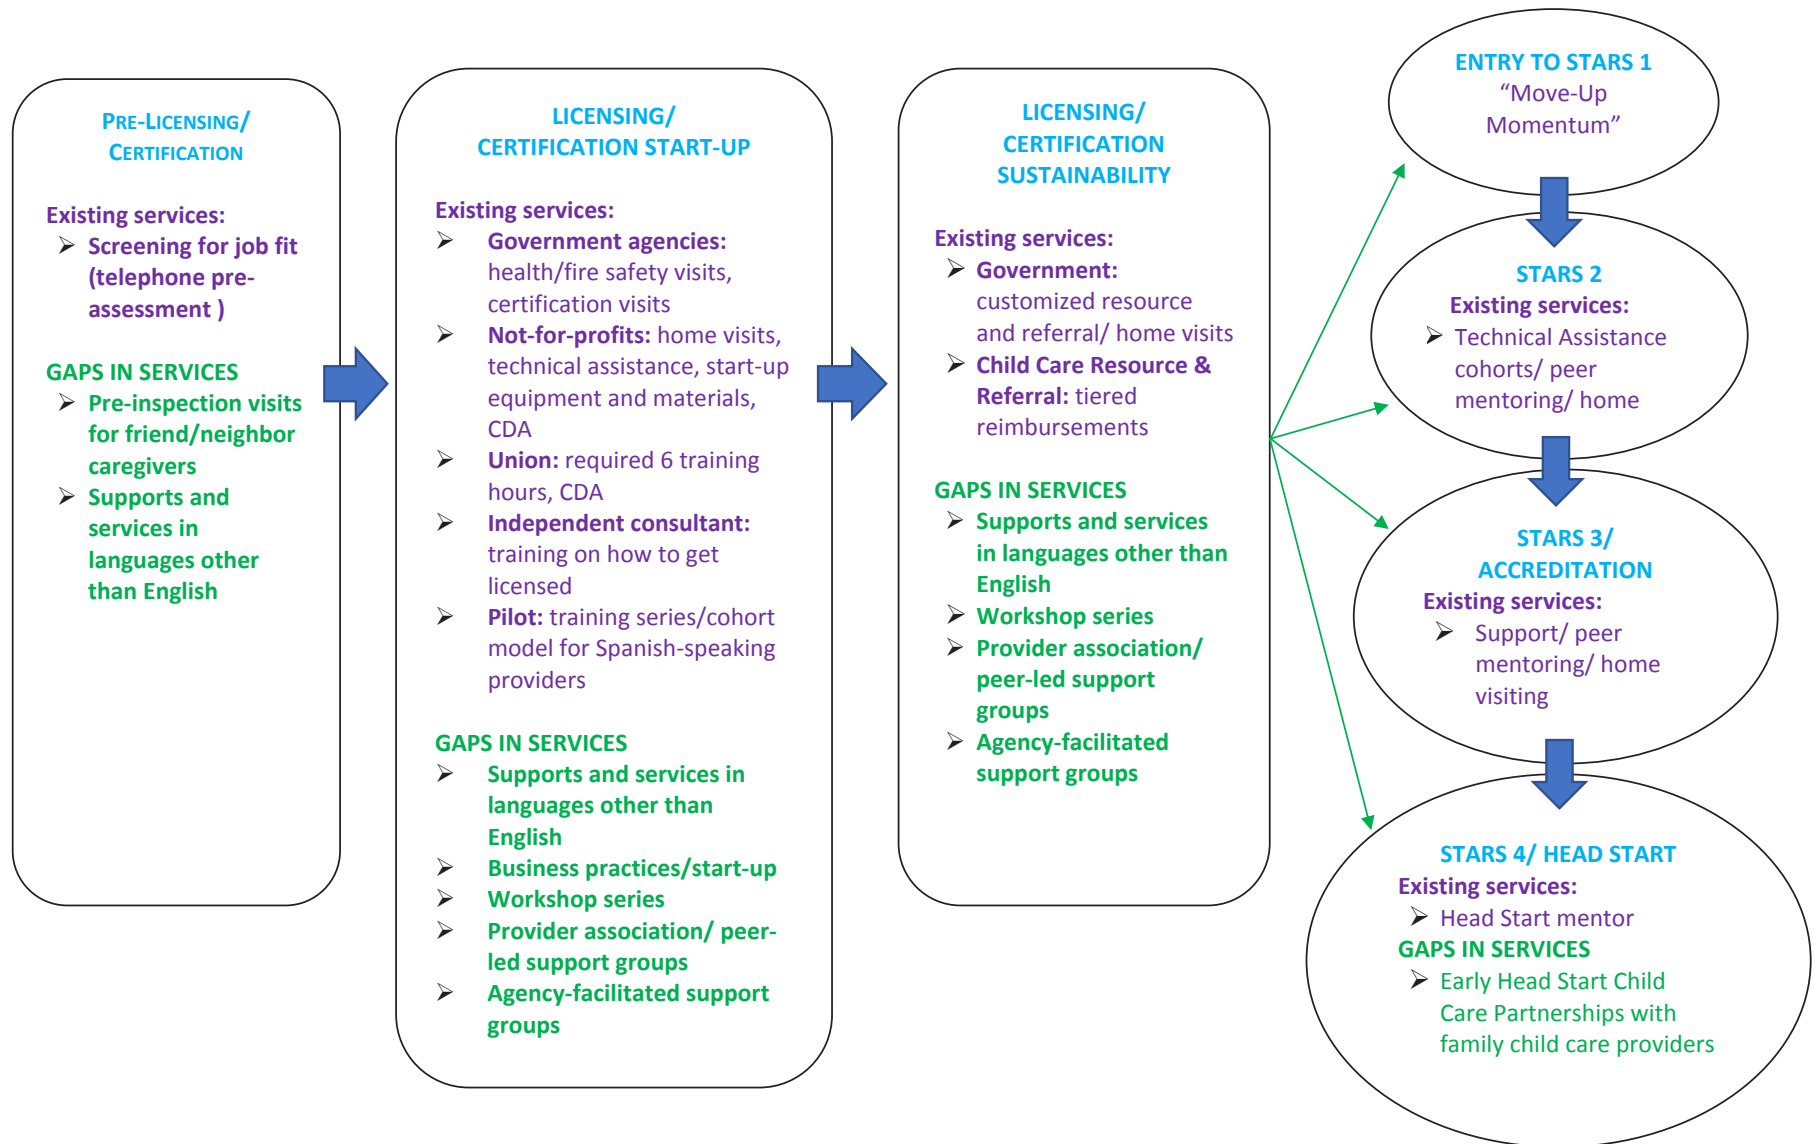 PRE-LICENSING/
CERTIFICATION
Existing services:
➢ Screening for job fit
(telephone pre-
assessment )
GAPS IN SERVICES
➢ Pre-inspection visits
for friend/neighbor
caregivers
➢ Supports and
services in
languages other
than English
LICENSING/
CERTIFICATION START-UP
Existing services:
➢ Government agencies:
health/fire safety visits,
certification visits
➢ Not-for-profits: home visits,
technical assistance, start-up
equipment and materials,
CDA
➢ Union: required 6 training
hours, CDA
➢ Independent consultant:
training on how to get
licensed
➢ Pilot: training series/cohort
model for Spanish-speaking
providers
GAPS IN SERVICES
➢ Supports and services in
languages other than
English
➢ Business practices/start-up
➢ Workshop series
➢ Provider association/ peer-
led support groups
➢ Agency-facilitated support
groups
LICENSING/
CERTIFICATION
SUSTAINABILITY
Existing services:
➢ Government:
customized resource
and referral/ home visits
➢ Child Care Resource &
Referral: tiered
reimbursements
GAPS IN SERVICES
➢ Supports and services
in languages other than
English
➢ Workshop series
➢ Provider association/
peer-led support
groups
➢ Agency-facilitated
support groups
ENTRY TO STARS 1
“Move-Up
Momentum”
STARS 2
Existing services:
➢ Technical Assistance
cohorts/ peer
mentoring/ home
STARS 3/
ACCREDITATION
Existing services:
➢ Support/ peer
mentoring/ home
visiting
STARS 4/ HEAD START
Existing services:
➢ Head Start mentor
GAPS IN SERVICES
➢ Early Head Start Child
Care Partnerships with
family child care providers